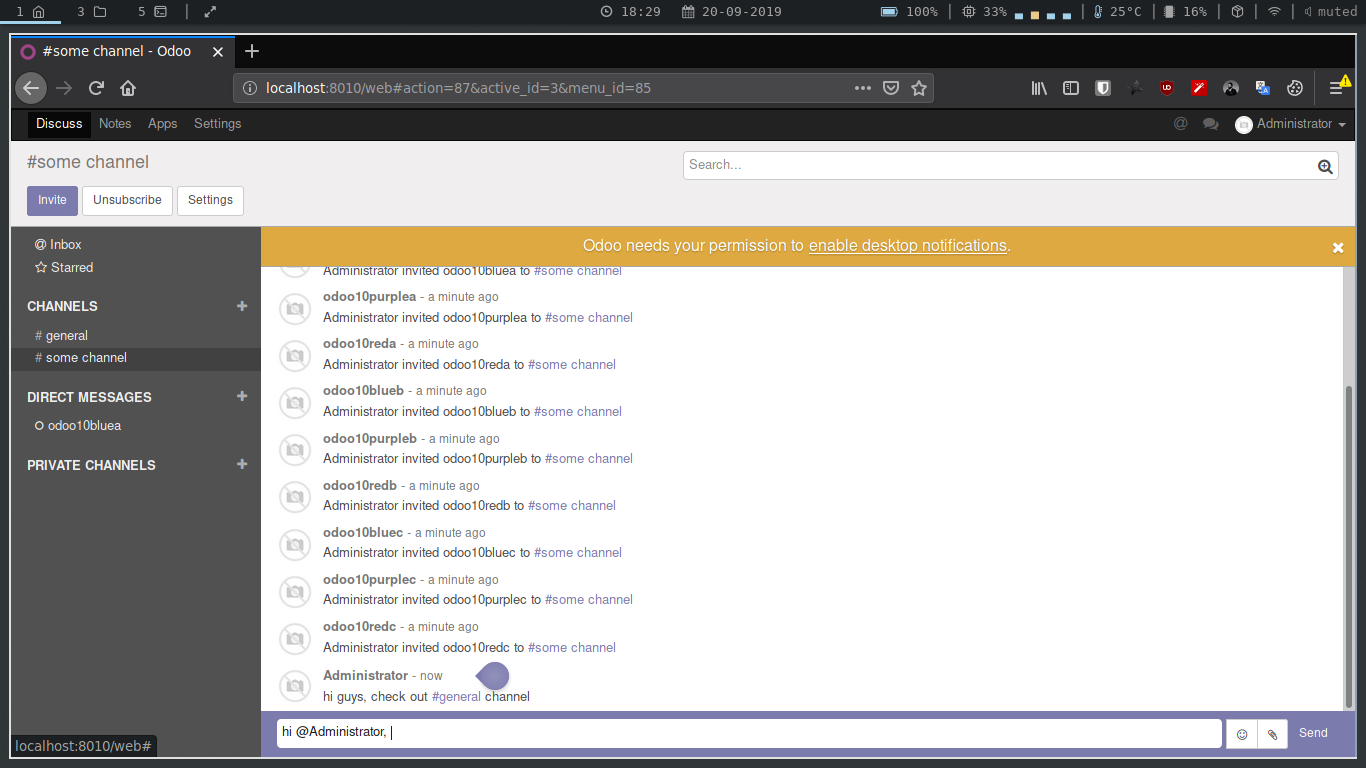 1 3 5 18:29 20-09-2019 100% 33% 25°C 16% muted
#some channel - Odoo
localhost:8010/web#action=87&active_id=3&menu_id=85
Discuss Notes Apps Settings @ Administrator
#some channel
Search...
Invite Unsubscribe Settings
@ Inbox
Starred
CHANNELS +
# general
# some channel
DIRECT MESSAGES +
odoo10bluea
PRIVATE CHANNELS +
Odoo needs your permission to enable desktop notifications.
Administrator invited odoo10bluea to #some channel
odoo10purplea - a minute ago
Administrator invited odoo10purplea to #some channel
odoo10reda - a minute ago
Administrator invited odoo10reda to #some channel
odoo10blueb - a minute ago
Administrator invited odoo10blueb to #some channel
odoo10purpleb - a minute ago
Administrator invited odoo10purpleb to #some channel
odoo10redb - a minute ago
Administrator invited odoo10redb to #some channel
odoo10bluec - a minute ago
Administrator invited odoo10bluec to #some channel
odoo10purplec - a minute ago
Administrator invited odoo10purplec to #some channel
odoo10redc - a minute ago
Administrator invited odoo10redc to #some channel
Administrator - now
hi guys, check out #general channel
hi @Administrator,
Send
localhost:8010/web#